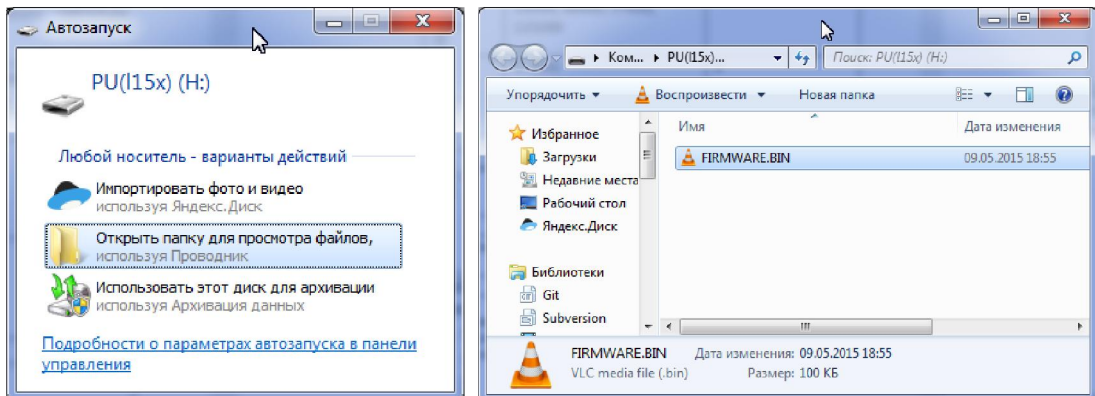 Автозапуск
PU(I15x) (H:)
Любой носитель - варианты действий
Импортировать фото и видео
используя Яндекс.Диск
Открыть папку для просмотра файлов,
используя Проводник
Использовать этот диск для архивации
используя Архивация данных
Подробности о параметрах автозапуска в панели
управления
Ком... PU(I15x)...
Поиск: PU(I15x) (H:)
Упорядочить Воспроизвести Новая папка
Имя Дата изменения
Избранное
Загрузки
Недавние места
Рабочий стол
Яндекс.Диск
Библиотеки
Git
Subversion
FIRMWARE.BIN 09.05.2015 18:55
FIRMWARE.BIN Дата изменения: 09.05.2015 18:55
VLC media file (.bin) Размер: 100 КБ